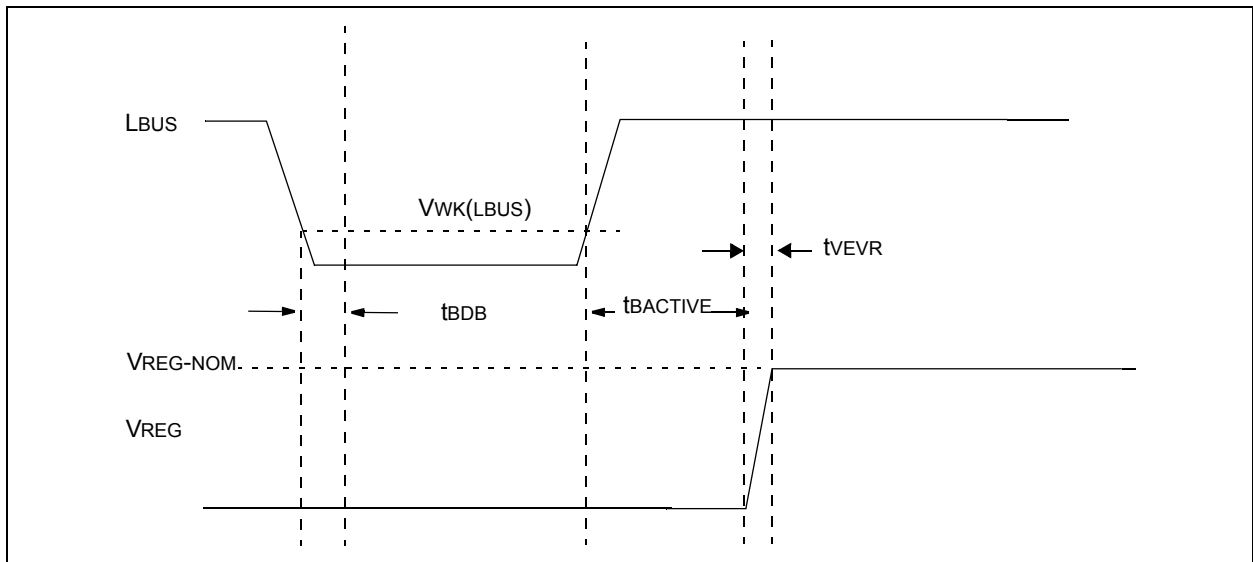 LBUS
VWK(LBUS)
tVEVR
tBDB
tBACTIVE
VREG-NOM
VREG